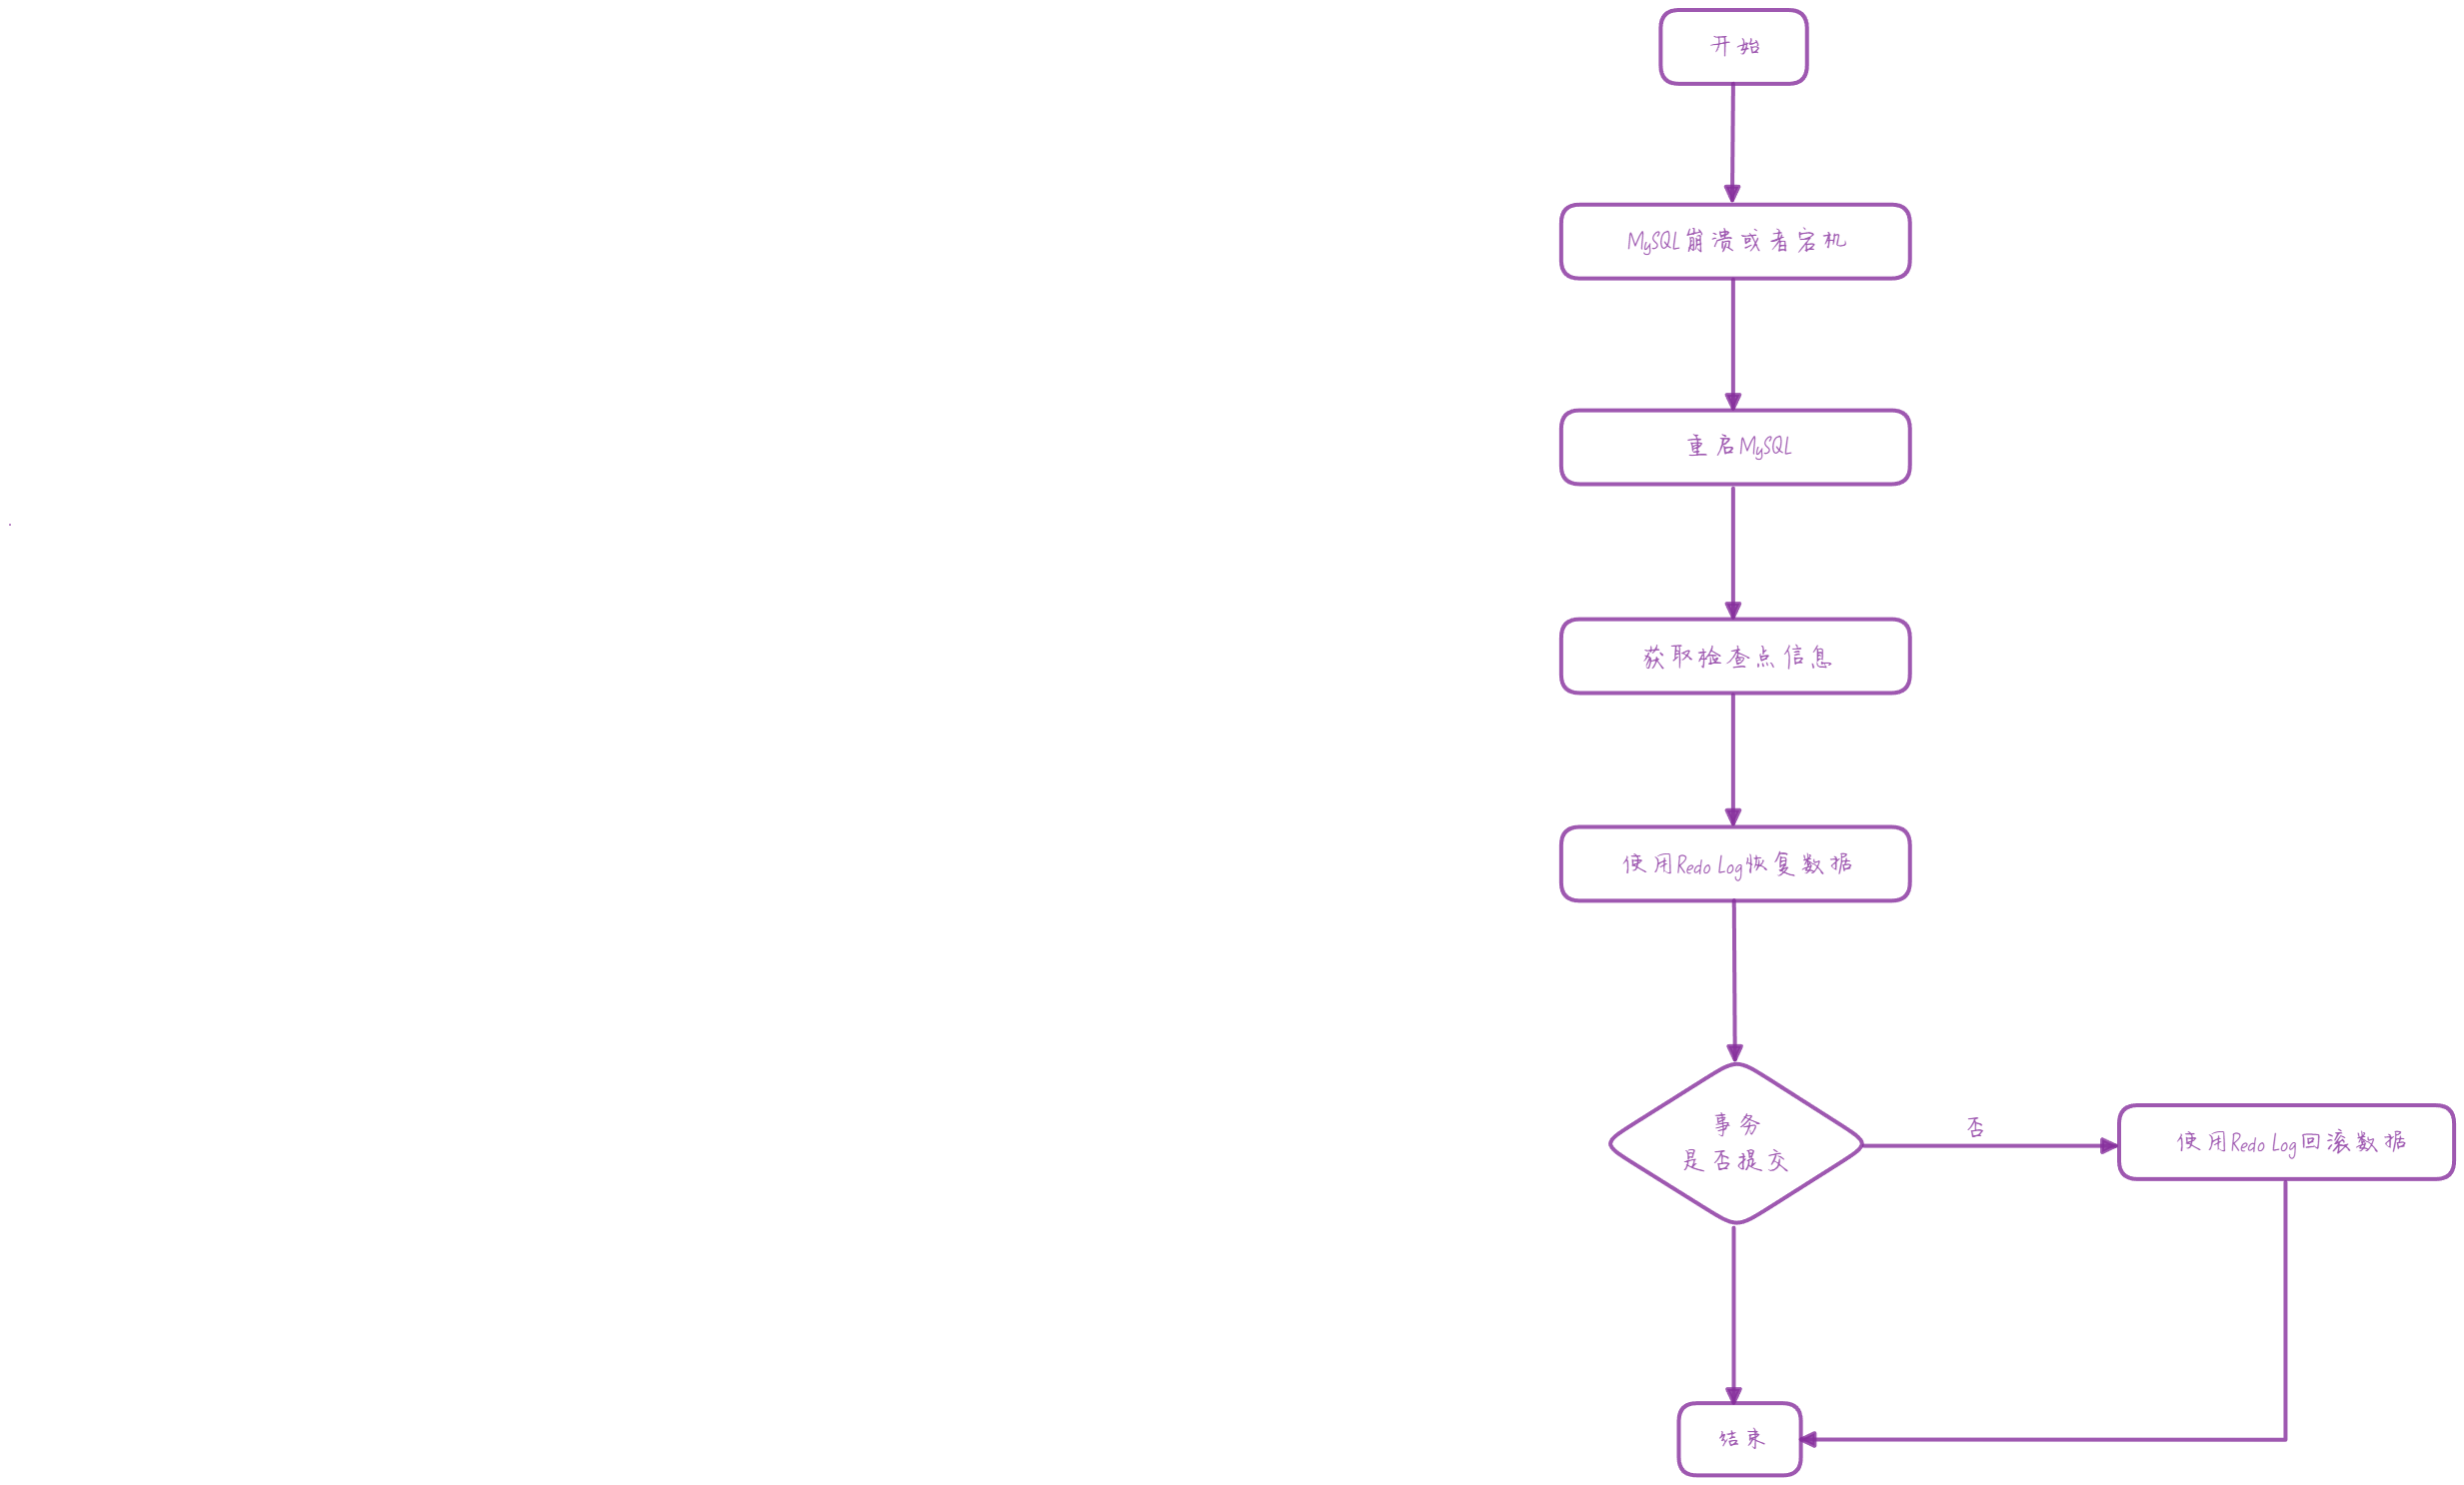 开始
MySQL崩溃或者宕机
重启MySQL
获取检查点信息
使用Redo Log恢复数据
事务
是否提交
否
使用Redo Log回滚数据
结束